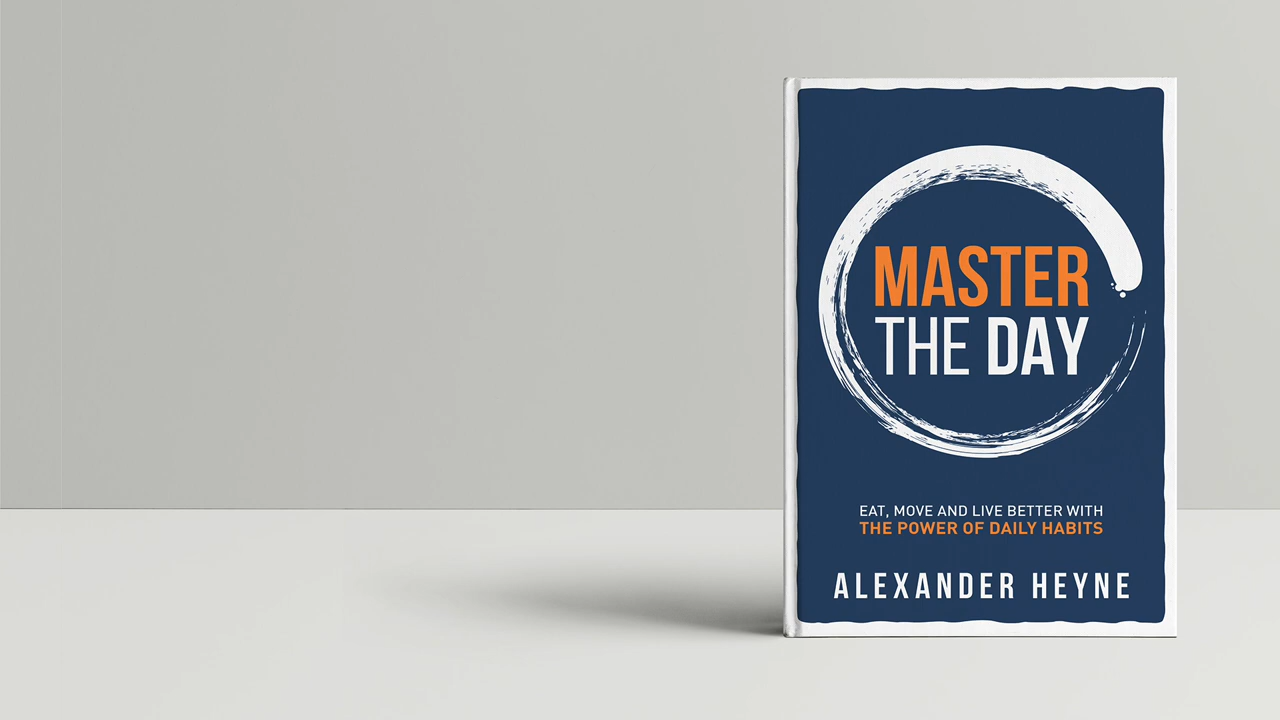 MASTER
THE DAY
EAT, MOVE AND LIVE BETTER WITH
THE POWER OF DAILY HABITS
ALEXANDER HEYNE